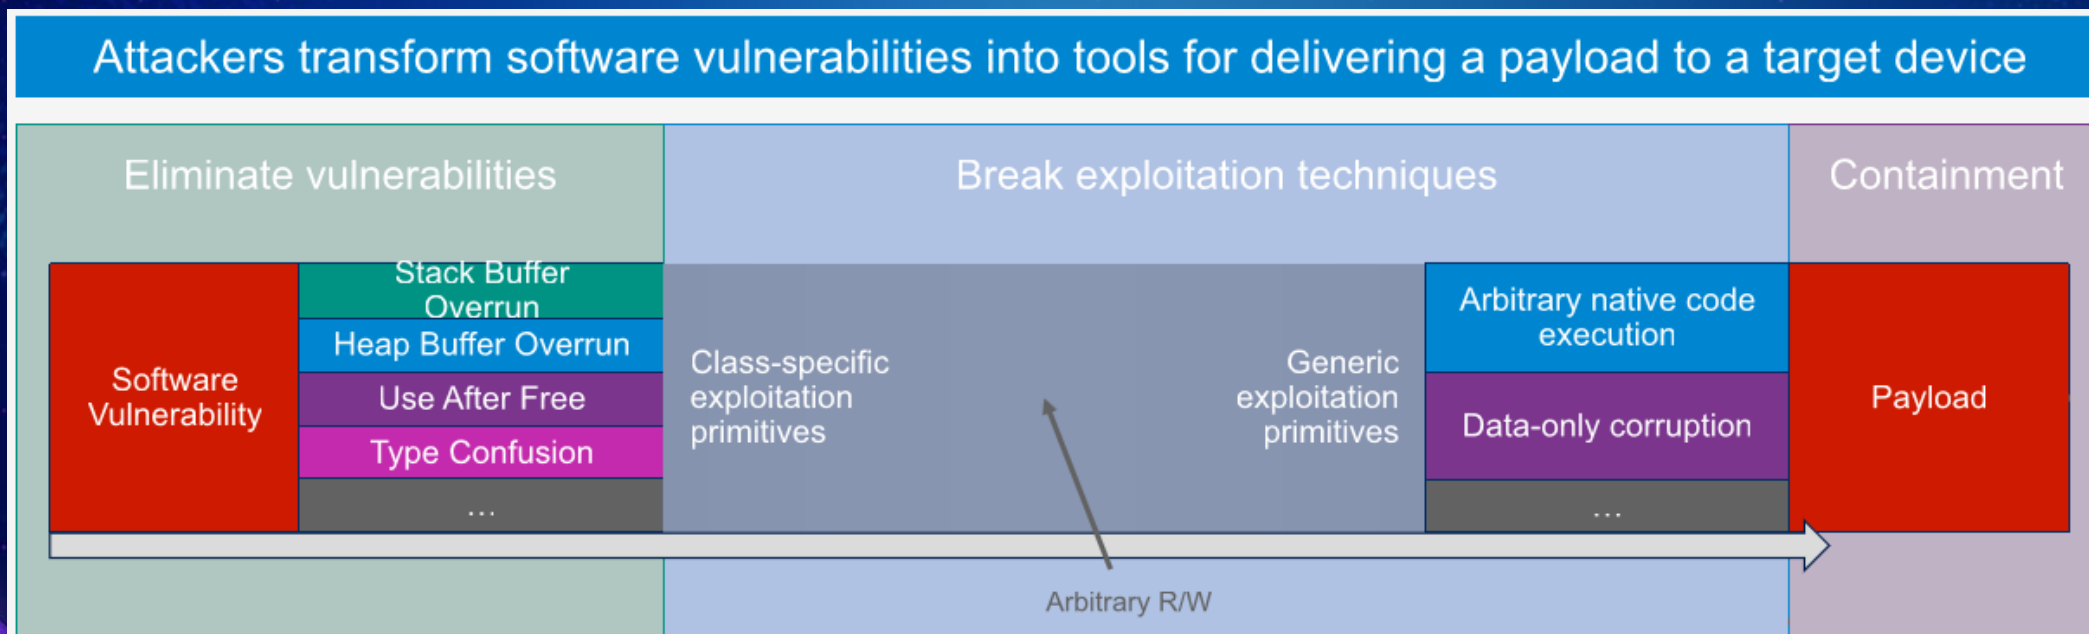 Attackers transform software vulnerabilities into tools for delivering a payload to a target device
Eliminate vulnerabilities
Break exploitation techniques
Containment
Software
Vulnerability
Stack Buffer
Overrun
Heap Buffer Overrun
Use After Free
Type Confusion
...
Class-specific
exploitation
primitives
Generic
exploitation
primitives
Arbitrary native code
execution
Data-only corruption
...
Payload
Arbitrary R/W